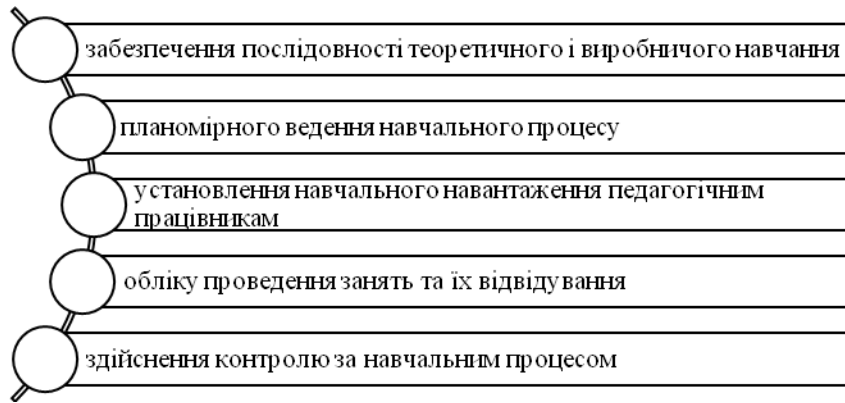 забезпечення послідовності теоретичного і виробничого навчання
планомірного ведення навчального процесу
установлення навчального навантаження педагогічним
працівникам
обліку проведення занять та їх відвідування
здійснення контролю за навчальним процесом